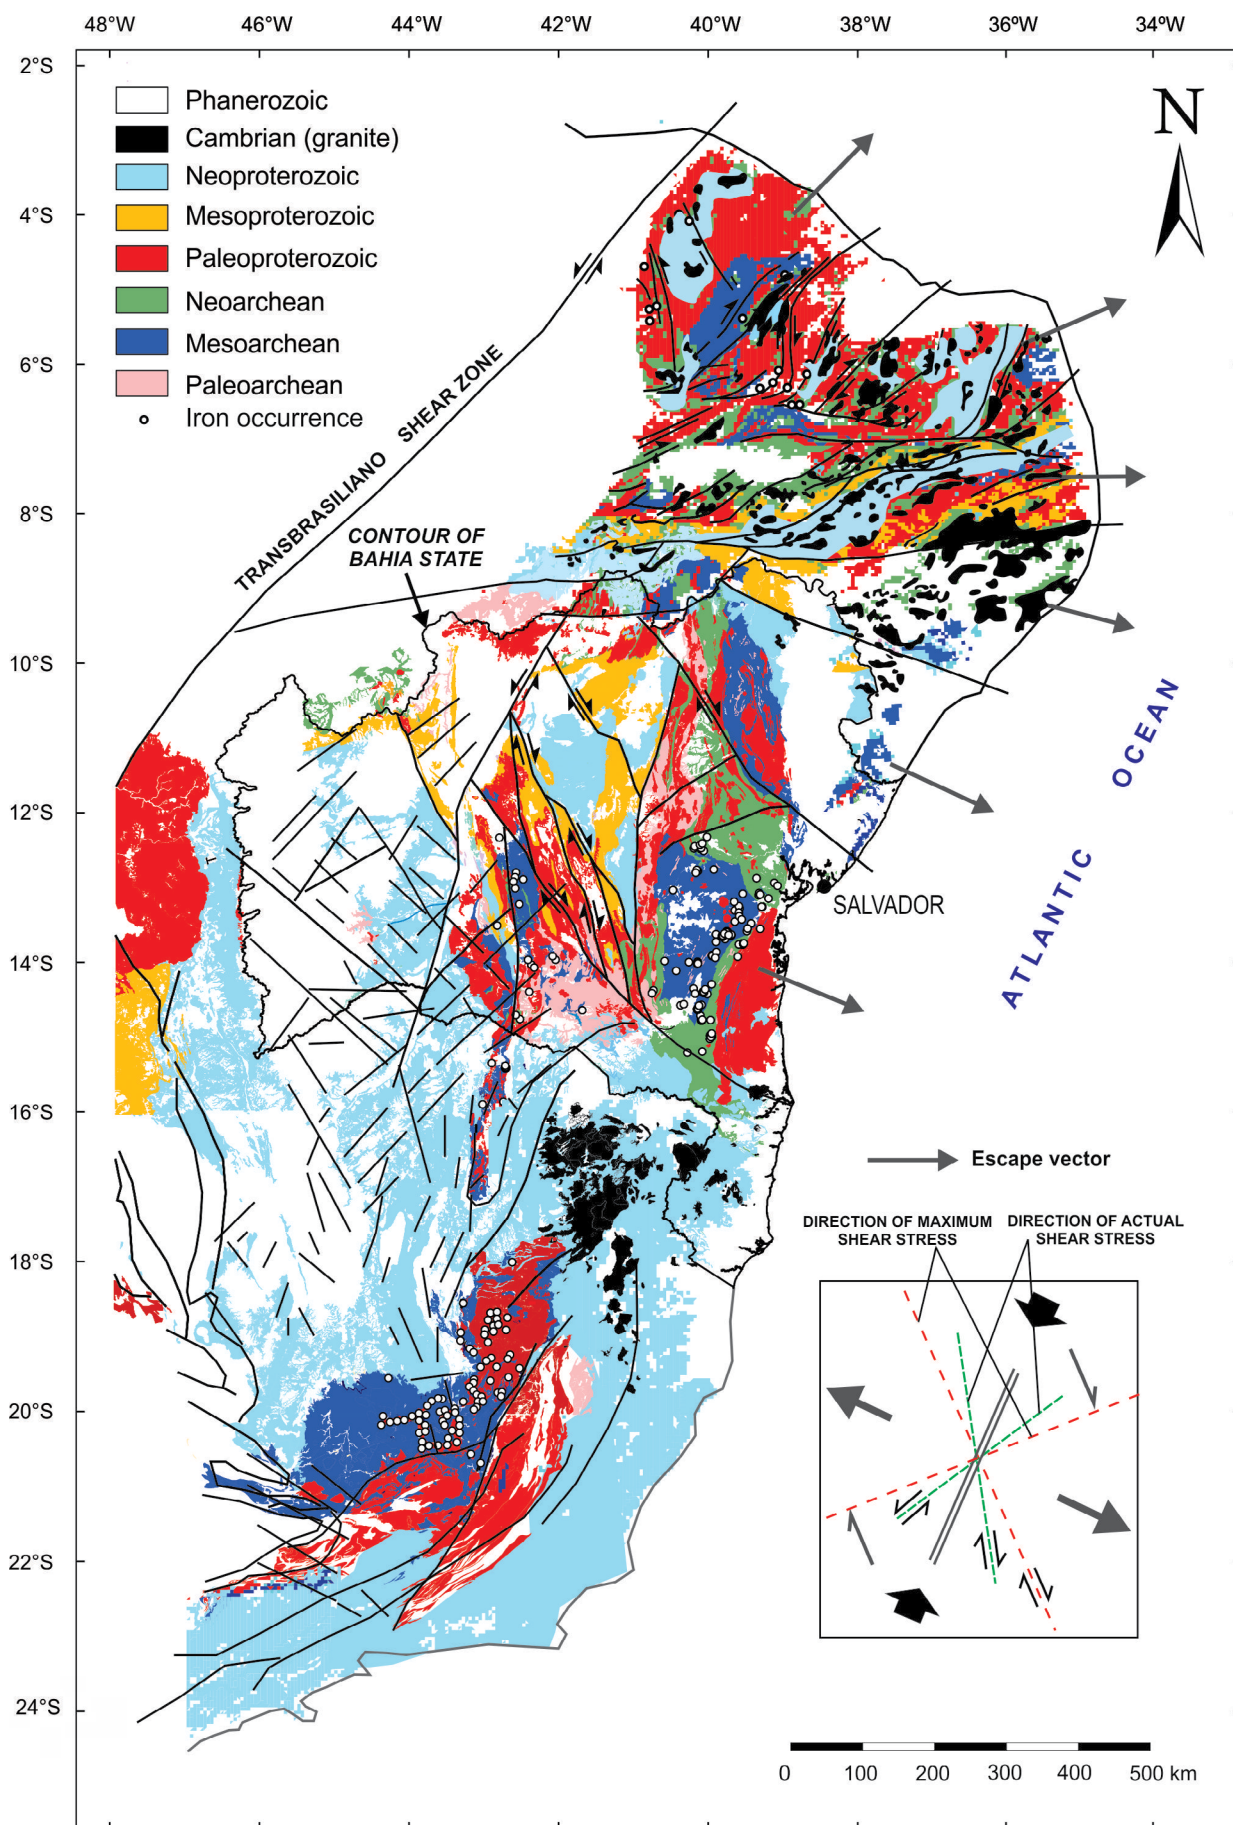 48°W 46°W 44°W 42°W 40°W 38°W 36°W 34°W
2°S
4°S
6°S
8°S
10°S
12°S
14°S
16°S
18°S
20°S
22°S
24°S
Phanerozoic
Cambrian (granite)
Neoproterozoic
Mesoproterozoic
Paleoproterozoic
Neoarchean
Mesoarchean
Paleoarchean
Iron occurrence
N
TRANSBRASILIANO SHEAR ZONE
CONTOUR OF
BAHIA STATE
ATLANTIC OCEAN
SALVADOR
Escape vector
DIRECTION OF MAXIMUM
SHEAR STRESS
DIRECTION OF ACTUAL
SHEAR STRESS
0 100 200 300 400 500 km